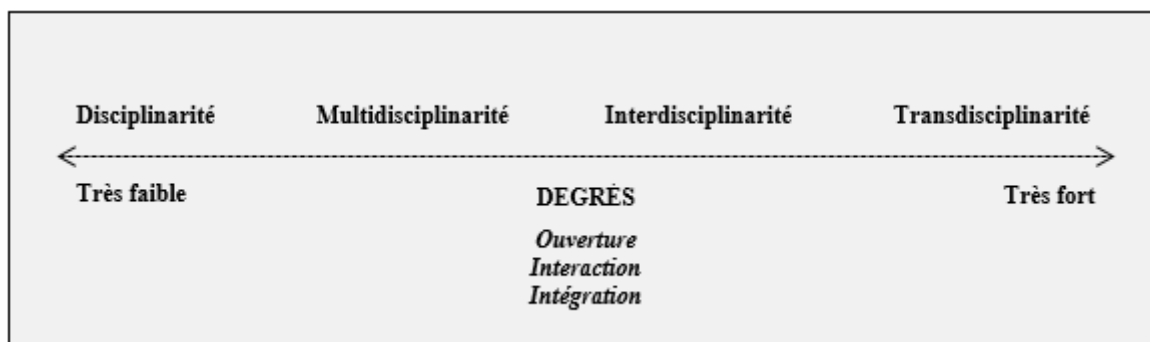 Disciplinarité Multidisciplinarité Interdisciplinarité Transdisciplinarité
Très faible DEGRÉS Très fort
Ouverture
Interaction
Intégration